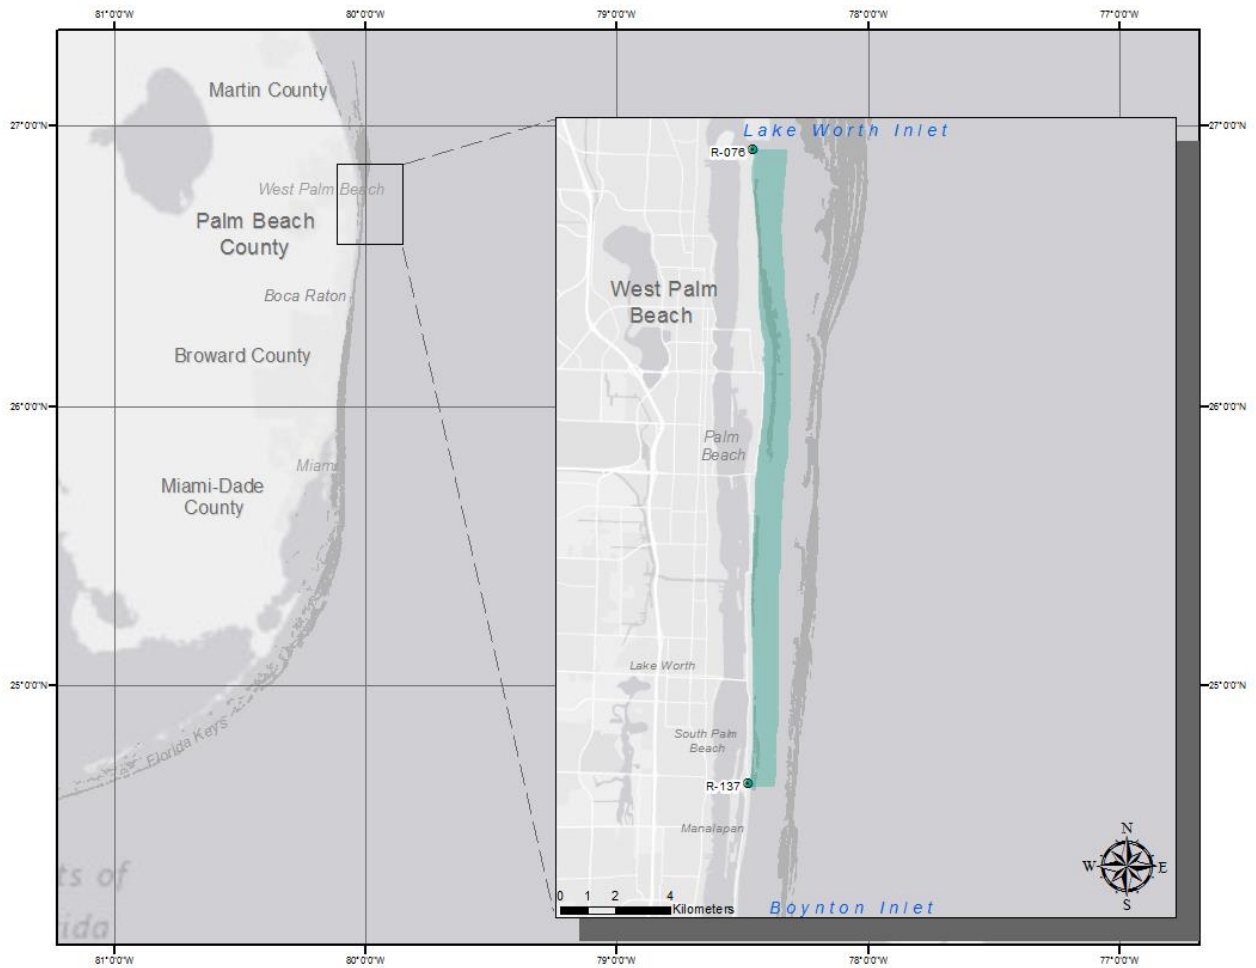 81°0'0"W 80°0'0"W 79°0'0"W 78°0'0"W 77°0'0"W
Martin County
27°0'0"N
27°0'0"N
Lake Worth Inlet
R-076
West Palm Beach
Palm Beach
County
West Palm
Beach
Boca Raton
Broward County
26°0'0"N
26°0'0"N
Palm
Beach
Miami
Miami-Dade
County
Lake Worth
25°0'0"N
25°0'0"N
Florida Keys
South Palm
Beach
R-137
Manalapan
N
W E
S
ts of
ida
0 1 2 4
Kilometers
Boynton Inlet
81°0'0"W 80°0'0"W 79°0'0"W 78°0'0"W 77°0'0"W